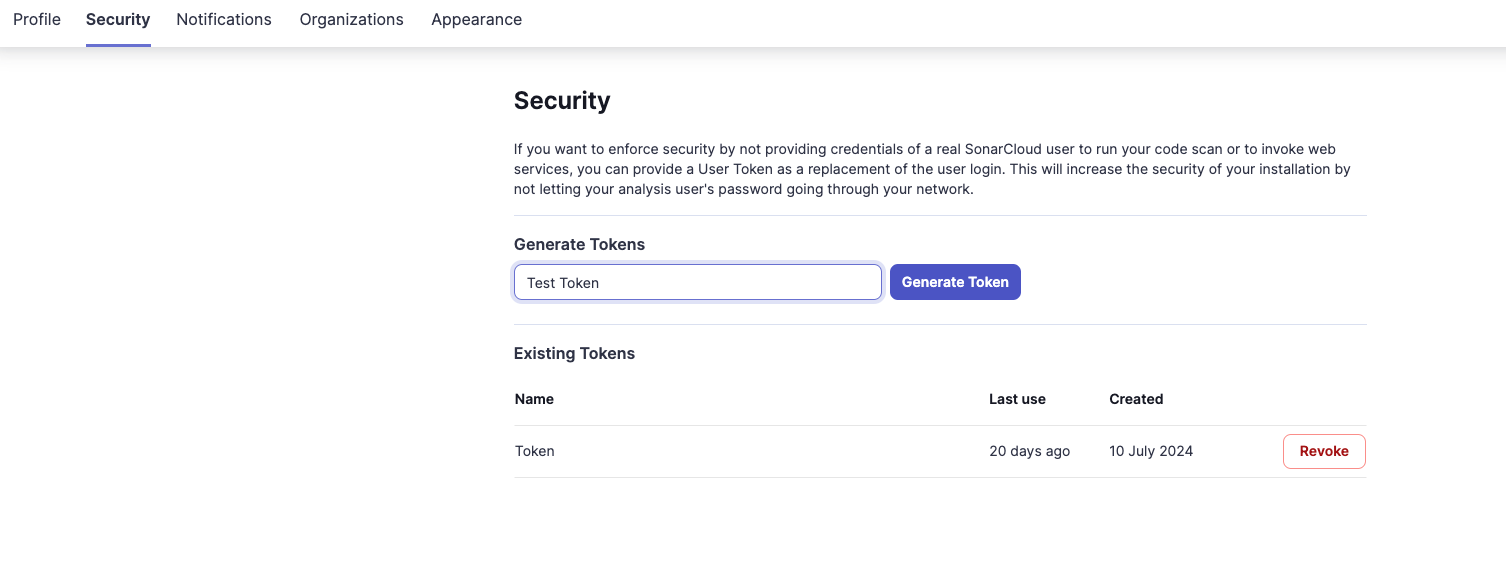 Profile Security Notifications Organizations Appearance
Security
If you want to enforce security by not providing credentials of a real SonarCloud user to run your code scan or to invoke web
services, you can provide a User Token as a replacement of the user login. This will increase the security of your installation by
not letting your analysis user's password going through your network.
Generate Tokens
Test Token Generate Token
Existing Tokens
Name Last use Created
Token 20 days ago 10 July 2024 Revoke